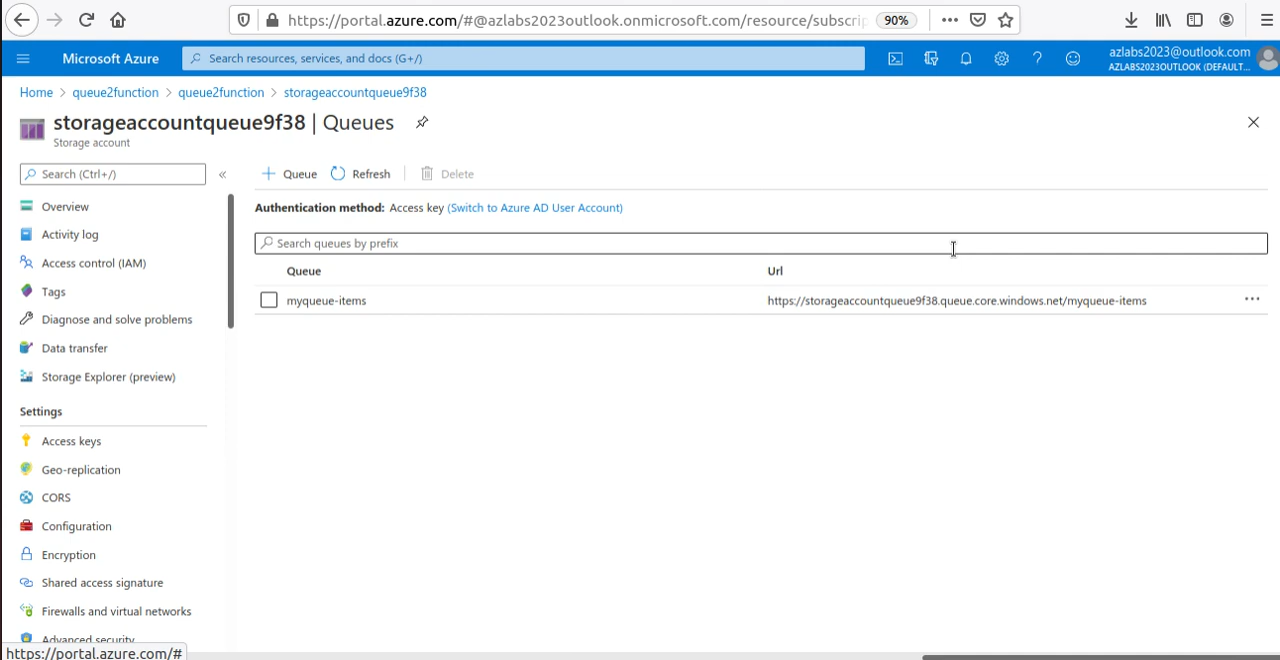 https://portal.azure.com/#@azlabs2023outlook.onmicrosoft.com/resource/subscrip
90%
Microsoft Azure
Search resources, services, and docs (G+/)
azlabs2023@outlook.com
AZLABS2023OUTLOOK (DEFAULT...
Home > queue2function > queue2function > storageaccountqueue9f38
storageaccountqueue9f38 | Queues
Storage account
Search (Ctrl+/)
«
Overview
Activity log
Access control (IAM)
Tags
Diagnose and solve problems
Data transfer
Storage Explorer (preview)
Settings
Access keys
Geo-replication
CORS
Configuration
Encryption
Shared access signature
Firewalls and virtual networks
Advanced security
https://portal.azure.com/#
+ Queue Refresh Delete
Authentication method: Access key (Switch to Azure AD User Account)
Search queues by prefix
Queue Url
myqueue-items https://storageaccountqueue9f38.queue.core.windows.net/myqueue-items